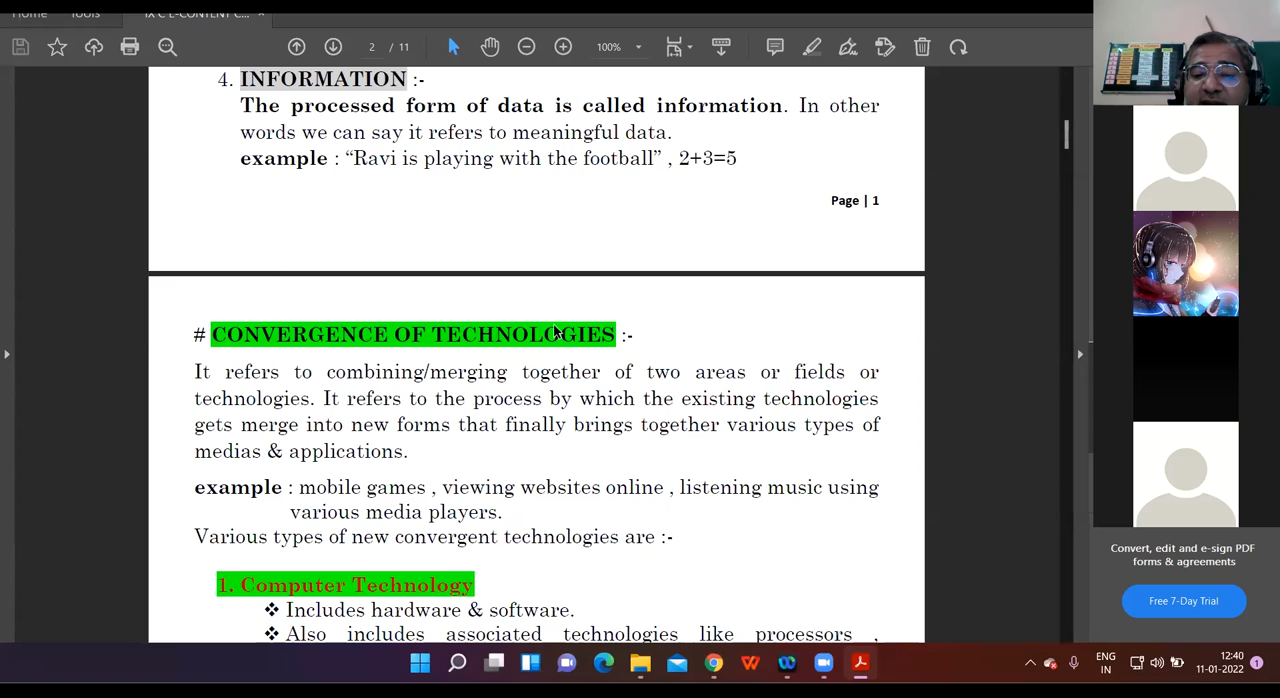 Home Tools IX C E-CONTENT C... ×
2 / 11 100%
4. INFORMATION :-
The processed form of data is called information. In other
words we can say it refers to meaningful data.
example : “Ravi is playing with the football” , 2+3=5
Page | 1
# CONVERGENCE OF TECHNOLOGIES :-
It refers to combining/merging together of two areas or fields or
technologies. It refers to the process by which the existing technologies
gets merge into new forms that finally brings together various types of
medias & applications.
example : mobile games , viewing websites online , listening music using
various media players.
Various types of new convergent technologies are :-
1. Computer Technology
❖ Includes hardware & software.
❖ Also includes associated technologies like processors ,
Convert, edit and e-sign PDF
forms & agreements
Free 7-Day Trial
ENG
IN
12:40
11-01-2022
1